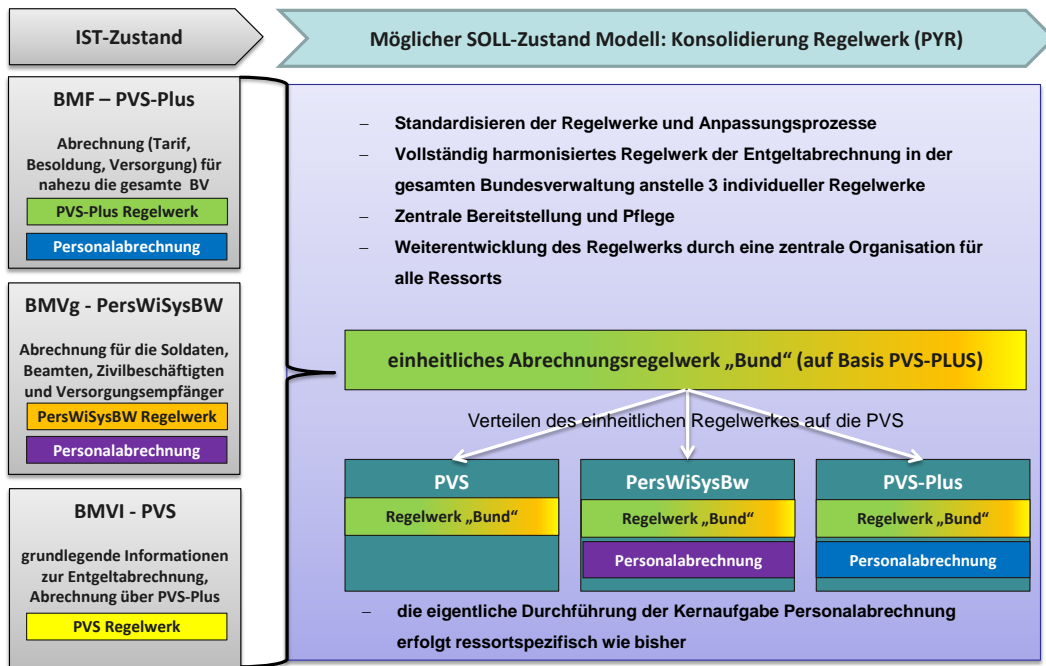 IST-Zustand
Möglicher SOLL-Zustand Modell: Konsolidierung Regelwerk (PYR)
BMF – PVS-Plus
Abrechnung (Tarif,
Besoldung, Versorgung) für
nahezu die gesamte BV
PVS-Plus Regelwerk
Personalabrechnung
BMVg - PersWiSysBW
Abrechnung für die Soldaten,
Beamten, Zivilbeschäftigten
und Versorgungsempfänger
PersWiSysBW Regelwerk
Personalabrechnung
BMVI - PVS
grundlegende Informationen
zur Entgeltabrechnung,
Abrechnung über PVS-Plus
PVS Regelwerk
– Standardisieren der Regelwerke und Anpassungsprozesse
– Vollständig harmonisiertes Regelwerk der Entgeltabrechnung in der
gesamten Bundesverwaltung anstelle 3 individueller Regelwerke
– Zentrale Bereitstellung und Pflege
– Weiterentwicklung des Regelwerks durch eine zentrale Organisation für
alle Ressorts
einheitliches Abrechnungsregelwerk „Bund“ (auf Basis PVS-PLUS)
Verteilen des einheitlichen Regelwerkes auf die PVS
PVS
Regelwerk „Bund“
PersWiSysBw
Regelwerk „Bund“
Personalabrechnung
PVS-Plus
Regelwerk „Bund“
Personalabrechnung
– die eigentliche Durchführung der Kernaufgabe Personalabrechnung
erfolgt ressortspezifisch wie bisher